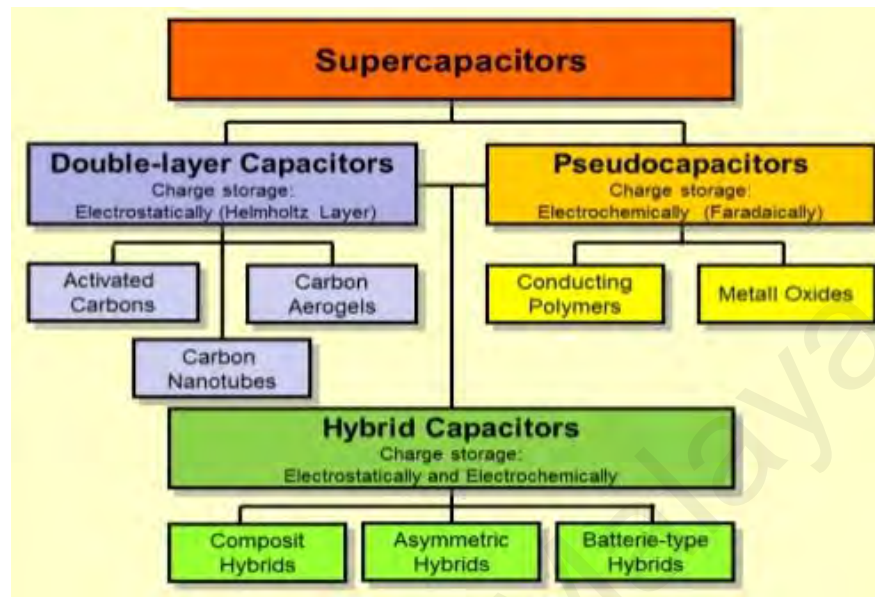 Supercapacitors
Double-layer Capacitors
Charge storage:
Electrostatically (Helmholtz Layer)
Pseudocapacitors
Charge storage:
Electrochemically (Faradaically)
Activated
Carbons
Carbon
Aerogels
Carbon
Nanotubes
Conducting
Polymers
Metall Oxides
Hybrid Capacitors
Charge storage:
Electrostatically and Electrochemically
Composit
Hybrids
Asymmetric
Hybrids
Batterie-type
Hybrids
Malaya